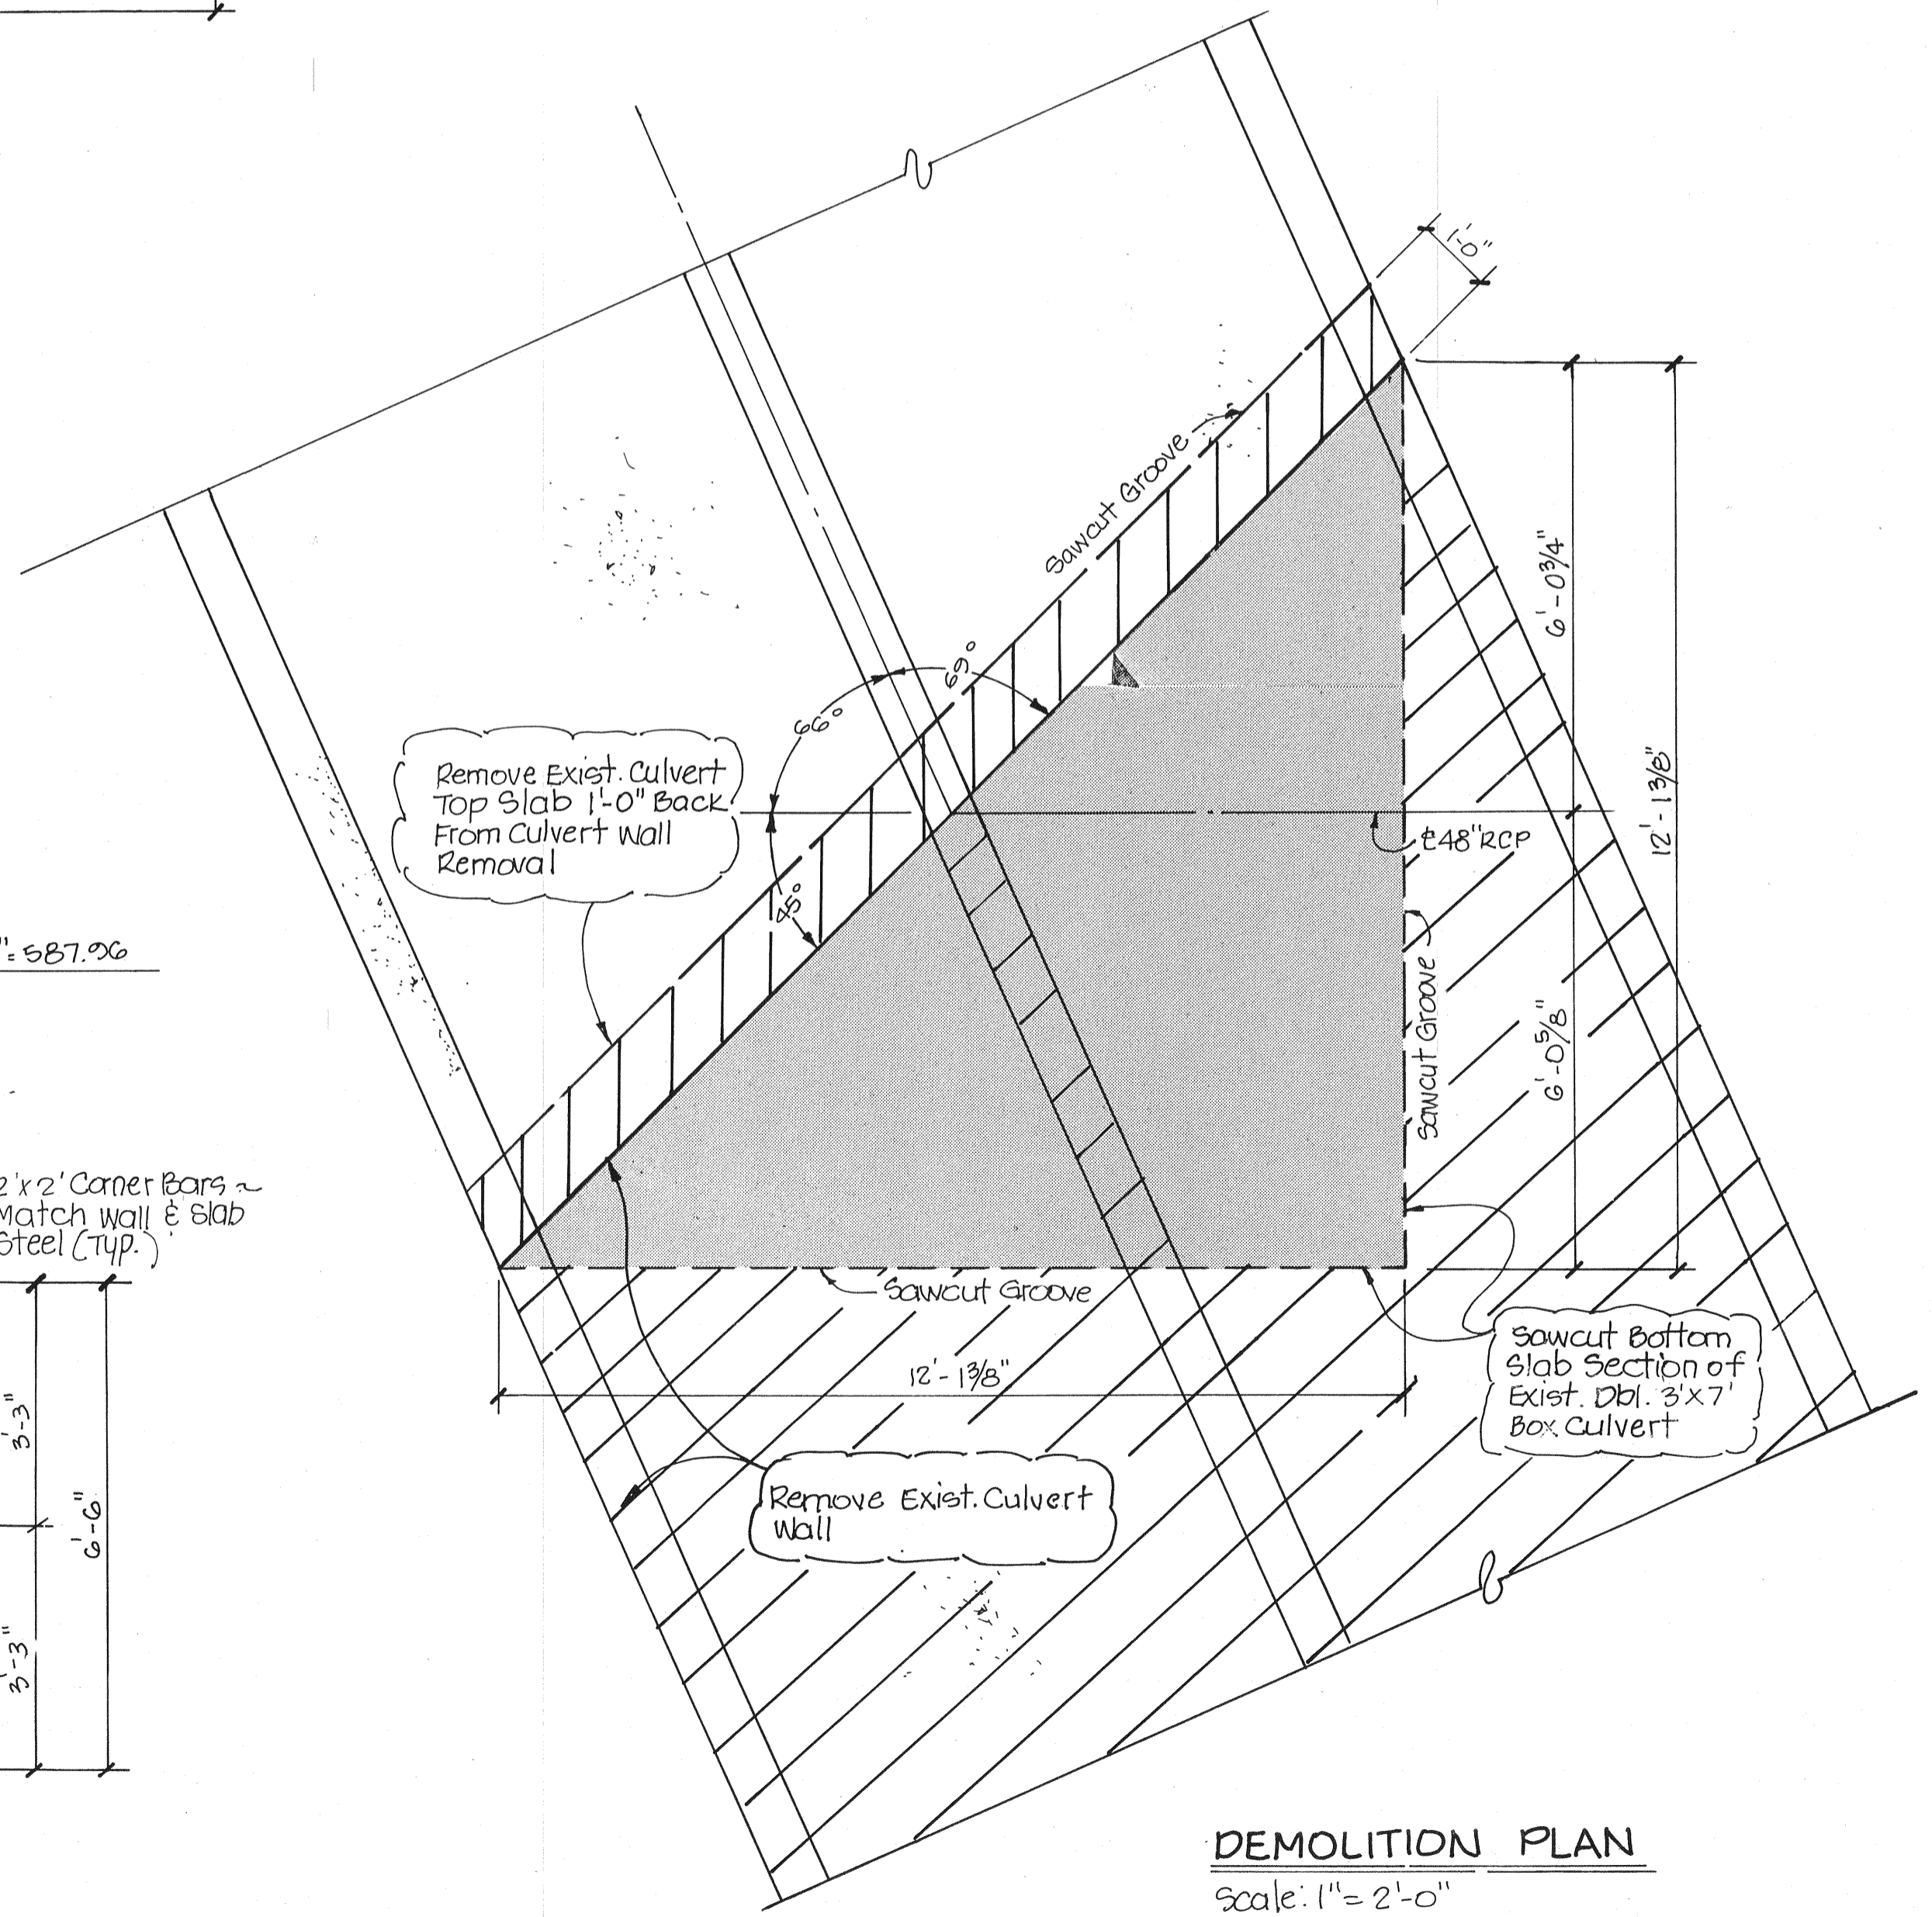 1'-0"
Sawcut Groove
69°
66°
45°
Remove Exist. Culvert
Top Slab 1'-0" Back
From Culvert Wall
Removal
6'-0 3/4"
12'-1 3/8"
℄ 48" RCP
"= 587.96
Sawcut Groove
6'-0 5/8"
2'x2' Corner Bars ~
Match Wall & Slab
Steel (Typ.)
Sawcut Groove
12'-1 3/8"
Sawcut Bottom
Slab Section of
Exist. Dbl. 3'x7'
Box Culvert
3'-3"
6'-6"
3'-3"
Remove Exist. Culvert
Wall
DEMOLITION PLAN
Scale: 1"= 2'-0"